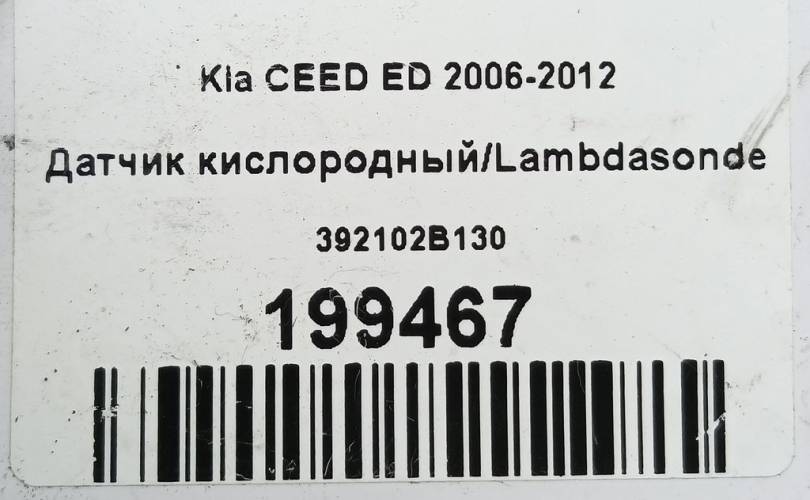 Kia CEED ED 2006-2012
Датчик кислородный/Lambdasonde
392102B130
199467